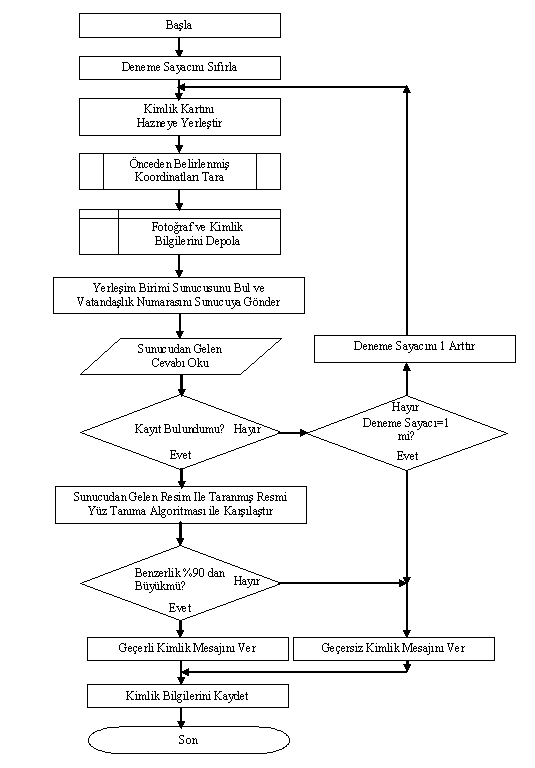 Başla
Deneme Sayacını Sıfırla
Kimlik Kartını
Hazneye Yerleştir
Önceden Belirlenmiş
Koordinatları Tara
Fotoğraf ve Kimlik
Bilgilerini Depola
Yerleşim Birimi Sunucusunu Bul ve
Vatandaşlık Numarasını Sunucuya Gönder
Sunucudan Gelen
Cevabı Oku
Deneme Sayacını 1 Arttır
Kayıt Bulundumu? Hayır
Evet
Hayır
Deneme Sayacı=1
mi?
Evet
Sunucudan Gelen Resim Ile Taranmış Resmi
Yüz Tanıma Algoritması ile Karşılaştır
Benzerlik %90 dan
Büyükmü?
Hayır
Evet
Geçerli Kimlik Mesajını Ver
Geçersiz Kimlik Mesajını Ver
Kimlik Bilgilerini Kaydet
Son